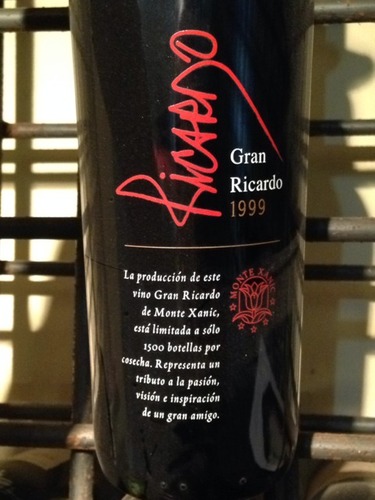 RICARDO
Gran
Ricardo
1999
La producción de este
vino Gran Ricardo
de Monte Xanic,
está limitada a sólo
1500 botellas por
cosecha. Representa un
tributo a la pasión,
visión e inspiración
de un gran amigo.
MONTE XANIC